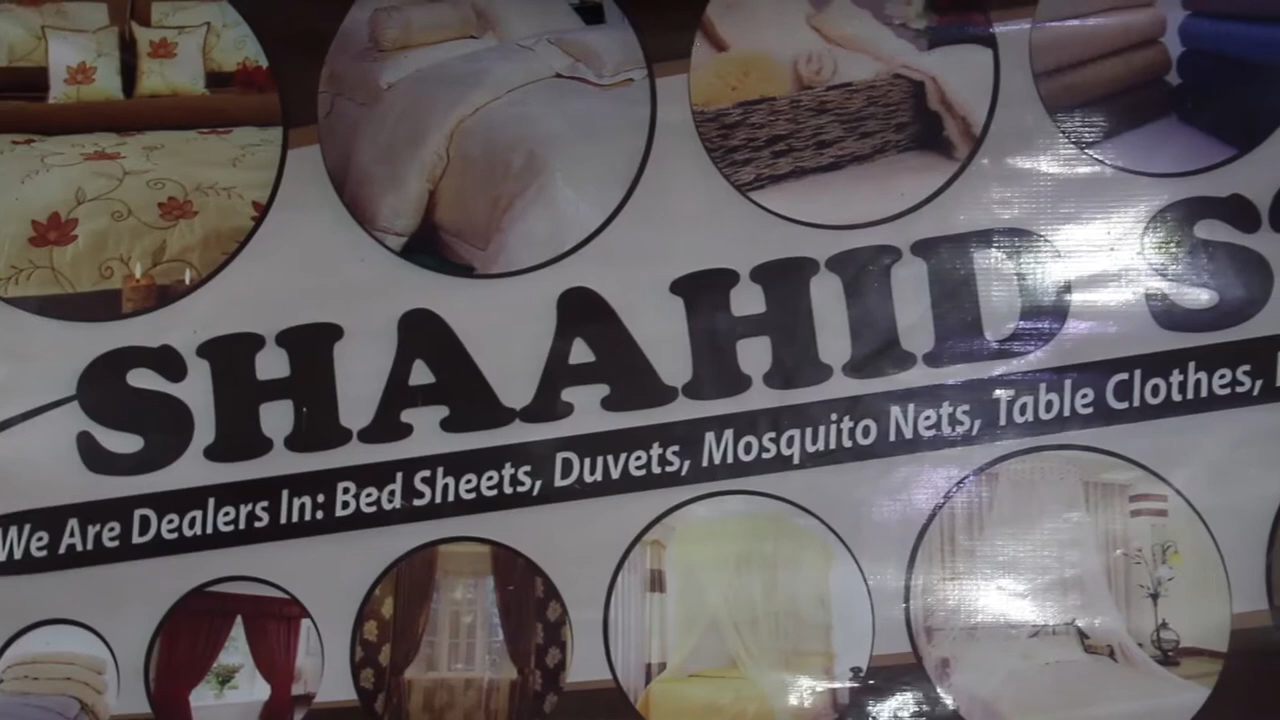 SHAAHID S
We Are Dealers In: Bed Sheets, Duvets, Mosquito Nets, Table Clothes,